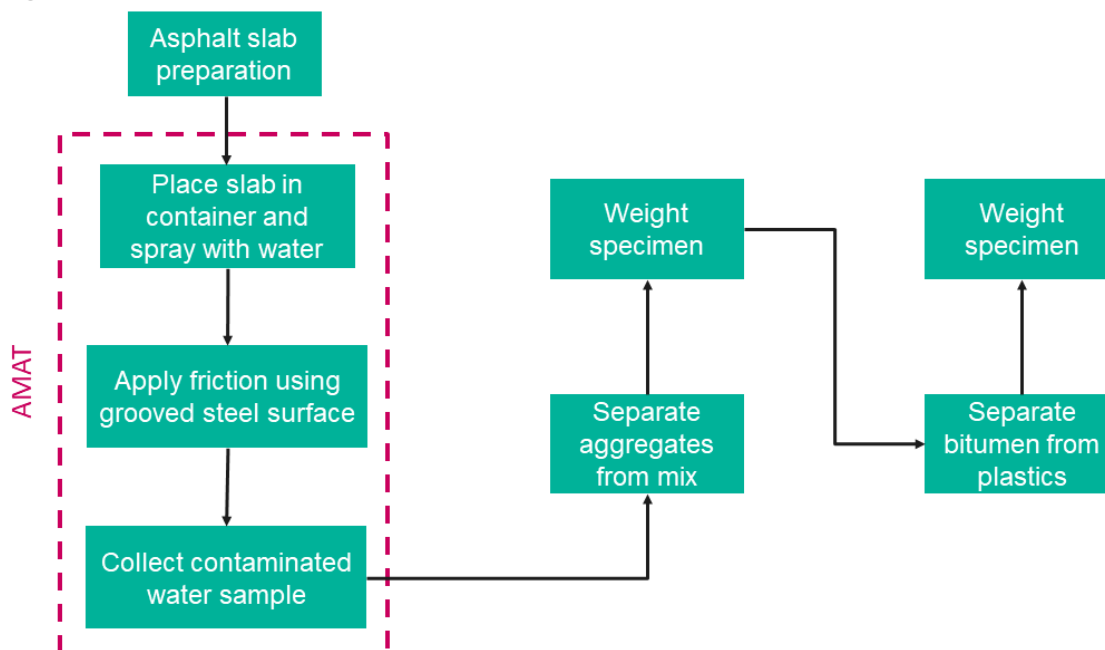 Asphalt slab
preparation
Place slab in
container and
spray with water
Apply friction using
grooved steel surface
Collect contaminated
water sample
AMAT
Weight
specimen
Separate
aggregates
from mix
Weight
specimen
Separate
bitumen from
plastics